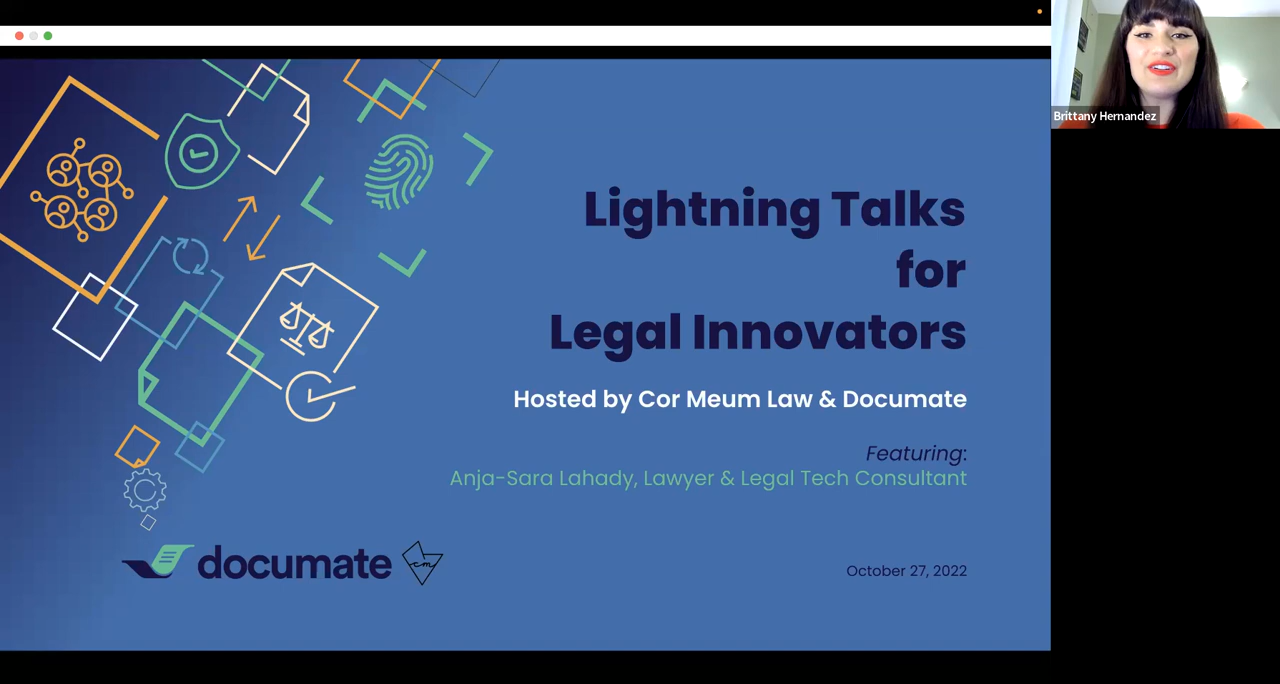 Brittany Hernandez
Lightning Talks
for
Legal Innovators
Hosted by Cor Meum Law & Documate
Featuring:
Anja-Sara Lahady, Lawyer & Legal Tech Consultant
documate
cm
October 27, 2022